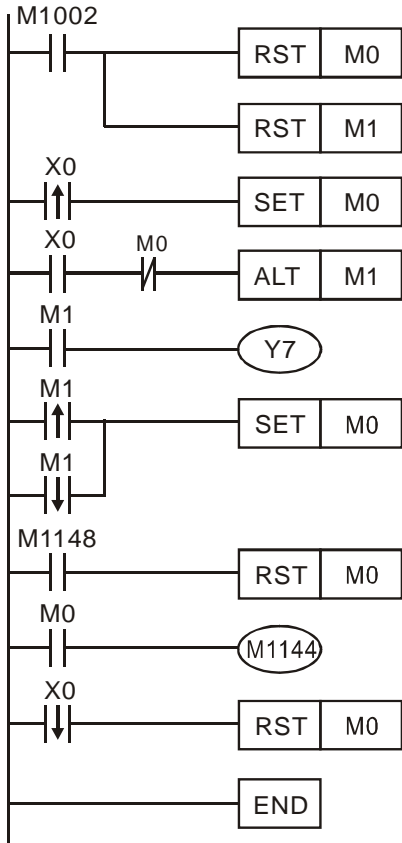 M1002
RST M0
RST M1
X0
SET M0
X0 M0
ALT M1
M1
Y7
M1
SET M0
M1
M1148
RST M0
M0
M1144
X0
RST M0
END